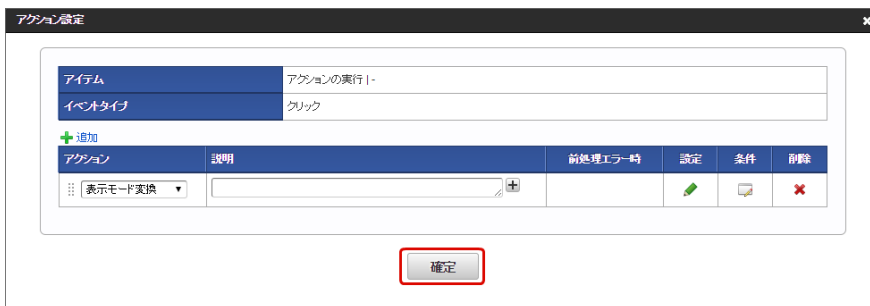 アクション設定
アイテム アクションの実行 | -
イベントタイプ クリック
追加
アクション 説明 前処理エラー時 設定 条件 削除
表示モード変換
確定